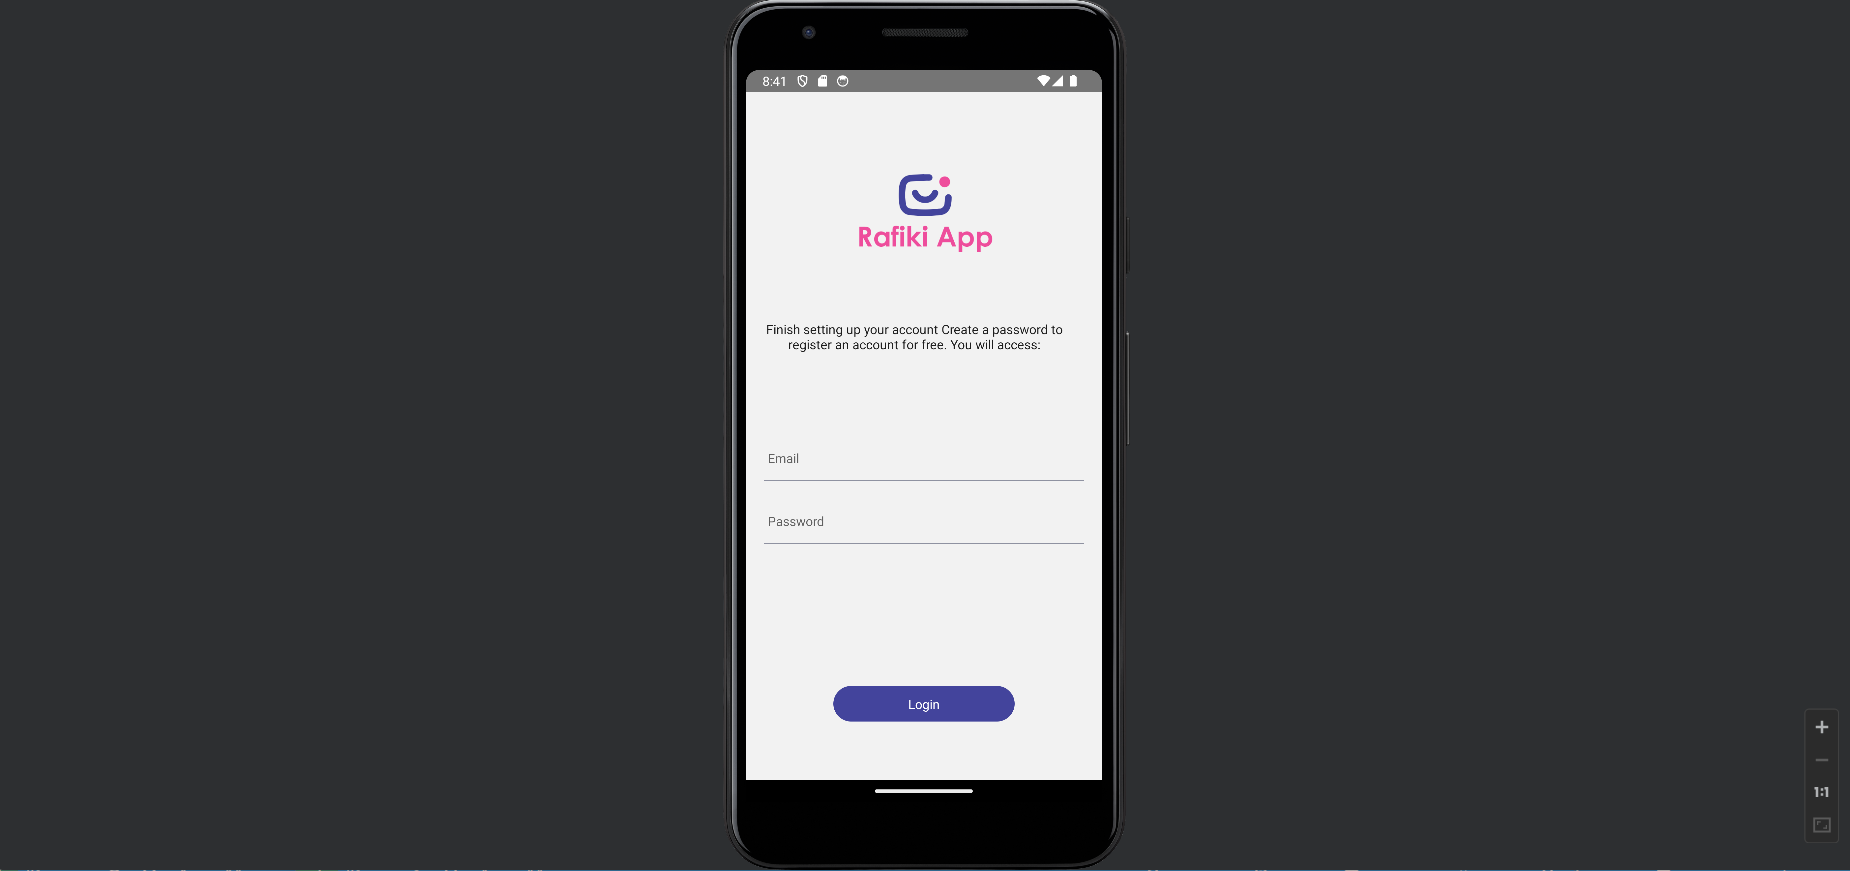 8:41
Rafiki App
Finish setting up your account Create a password to
register an account for free. You will access:
Email
Password
Login
1:1